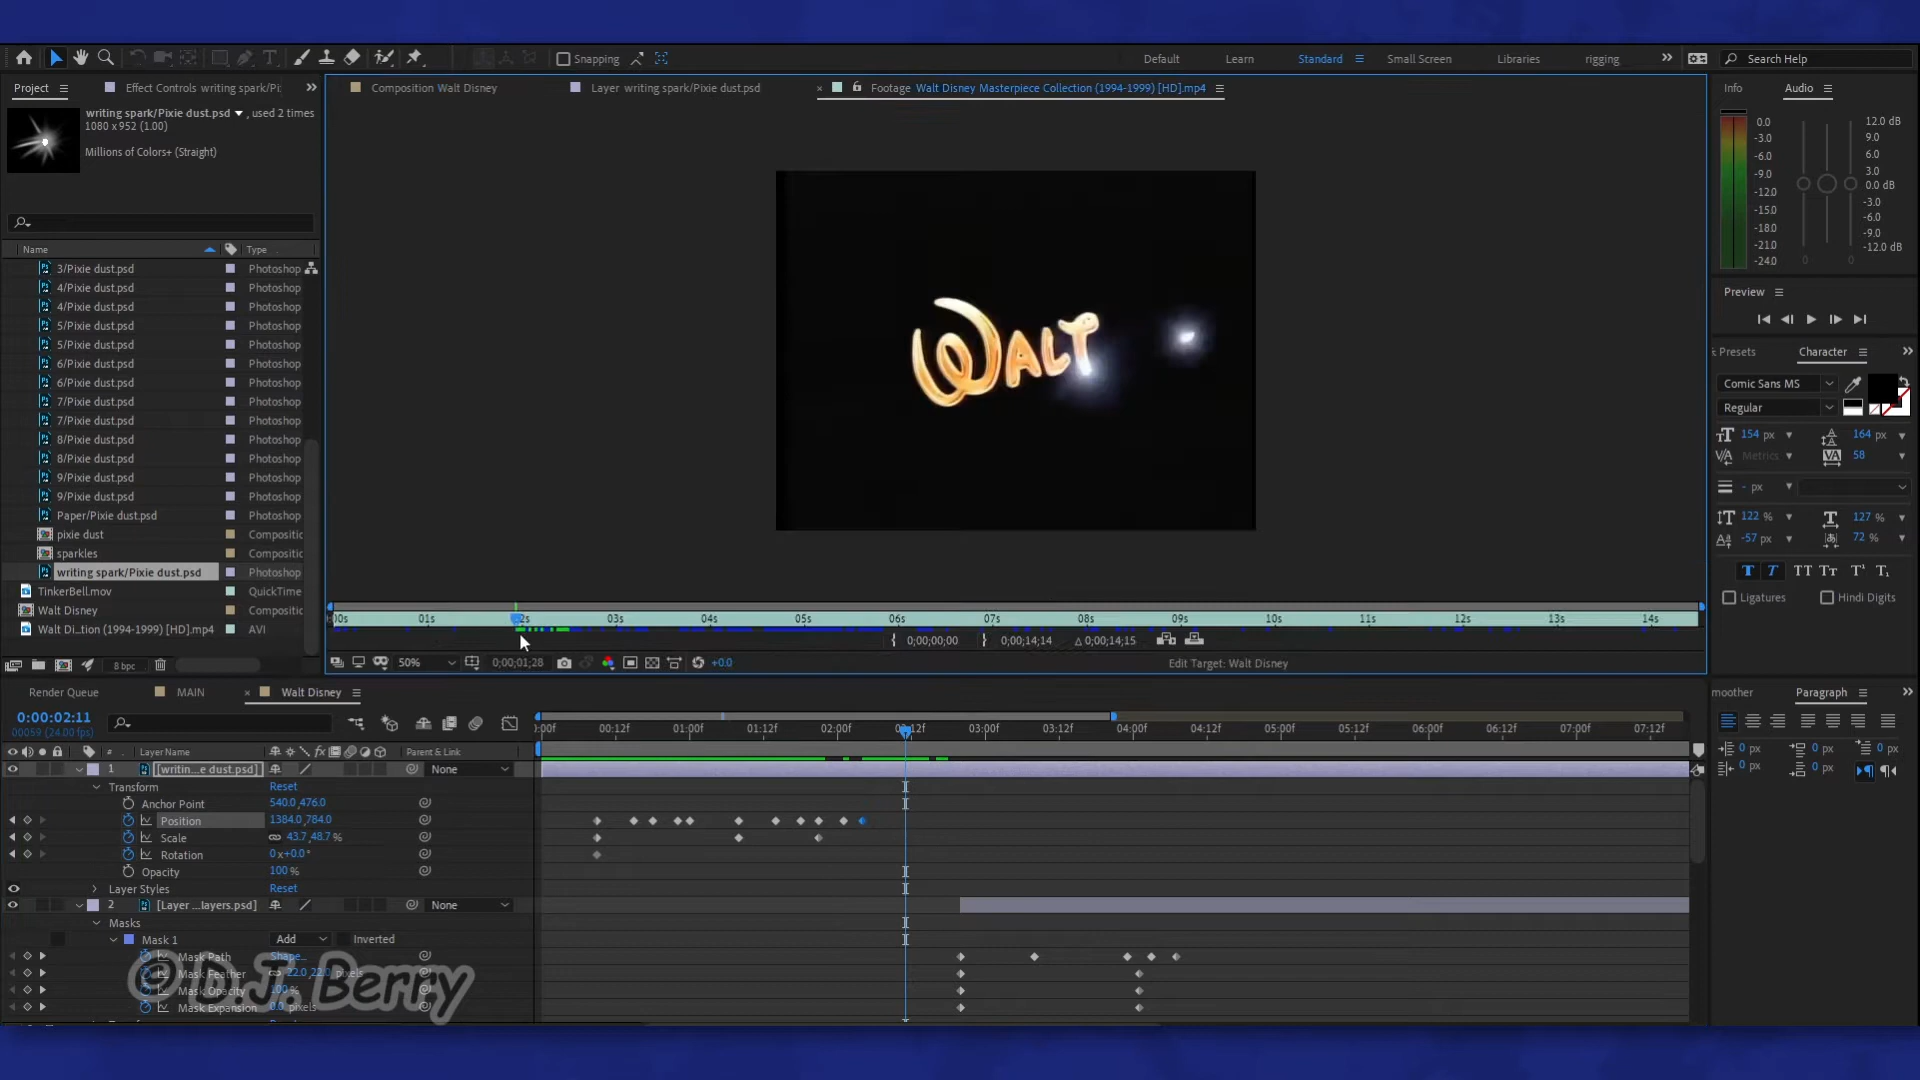 Snapping
Default
Learn
Standard
Small Screen
Libraries
rigging
Search Help
Project
Effect Controls writing spark/Pi:
Composition Walt Disney
Layer writing spark/Pixie dust.psd
Footage Walt Disney Masterpiece Collection (1994-1999) [HD].mp4
Info
Audio
writing spark/Pixie dust.psd , used 2 times
1080 x 952 (1.00)
Millions of Colors+ (Straight)
0.0
-3.0
-6.0
-9.0
-12.0
-15.0
-18.0
-21.0
-24.0
12.0 dB
9.0
6.0
3.0
0.0 dB
-3.0
-6.0
-9.0
-12.0 dB
0
0
Name
Type
3/Pixie dust.psd Photoshop
4/Pixie dust.psd Photoshop
4/Pixie dust.psd Photoshop
5/Pixie dust.psd Photoshop
5/Pixie dust.psd Photoshop
6/Pixie dust.psd Photoshop
6/Pixie dust.psd Photoshop
7/Pixie dust.psd Photoshop
7/Pixie dust.psd Photoshop
8/Pixie dust.psd Photoshop
8/Pixie dust.psd Photoshop
9/Pixie dust.psd Photoshop
9/Pixie dust.psd Photoshop
Paper/Pixie dust.psd Photoshop
pixie dust Compositic
sparkles Compositic
writing spark/Pixie dust.psd Photoshop
TinkerBell.mov QuickTime
Walt Disney Compositic
Walt Di...tion (1994-1999) [HD].mp4 AVI
8 bpc
WALT
Preview
& Presets
Character
Comic Sans MS
Regular
154 px
164 px
Metrics
58
- px
122 %
127 %
-57 px
72 %
T T TT Tr T¹ T₁
Ligatures
Hindi Digits
00s 01s 02s 03s 04s 05s 06s 07s 08s 09s 10s 11s 12s 13s 14s
0;00;00;00
0;00;14;14
Δ 0;00;14;15
50%
0;00;01;28
+0.0
Edit Target: Walt Disney
Render Queue
MAIN
Walt Disney
moother
Paragraph
0:00:02:11
00059 (24.00 fps)
:00f 00:12f 01:00f 01:12f 02:00f 02:12f 03:00f 03:12f 04:00f 04:12f 05:00f 05:12f 06:00f 06:12f 07:00f 07:12f
# Layer Name
Parent & Link
1 [writin...e dust.psd] None
Transform Reset
Anchor Point 540.0,476.0
Position 1384.0,784.0
Scale 43.7,48.7 %
Rotation 0x+0.0°
Opacity 100 %
Layer Styles Reset
2 [Layer ...layers.psd] None
Masks
Mask 1 Add Inverted
Mask Path Shape...
Mask Feather 22.0,22.0 pixels
Mask Opacity 100 %
Mask Expansion 0.0 pixels
0 px 0 px 0 px
0 px 0 px
@D.J. Berry